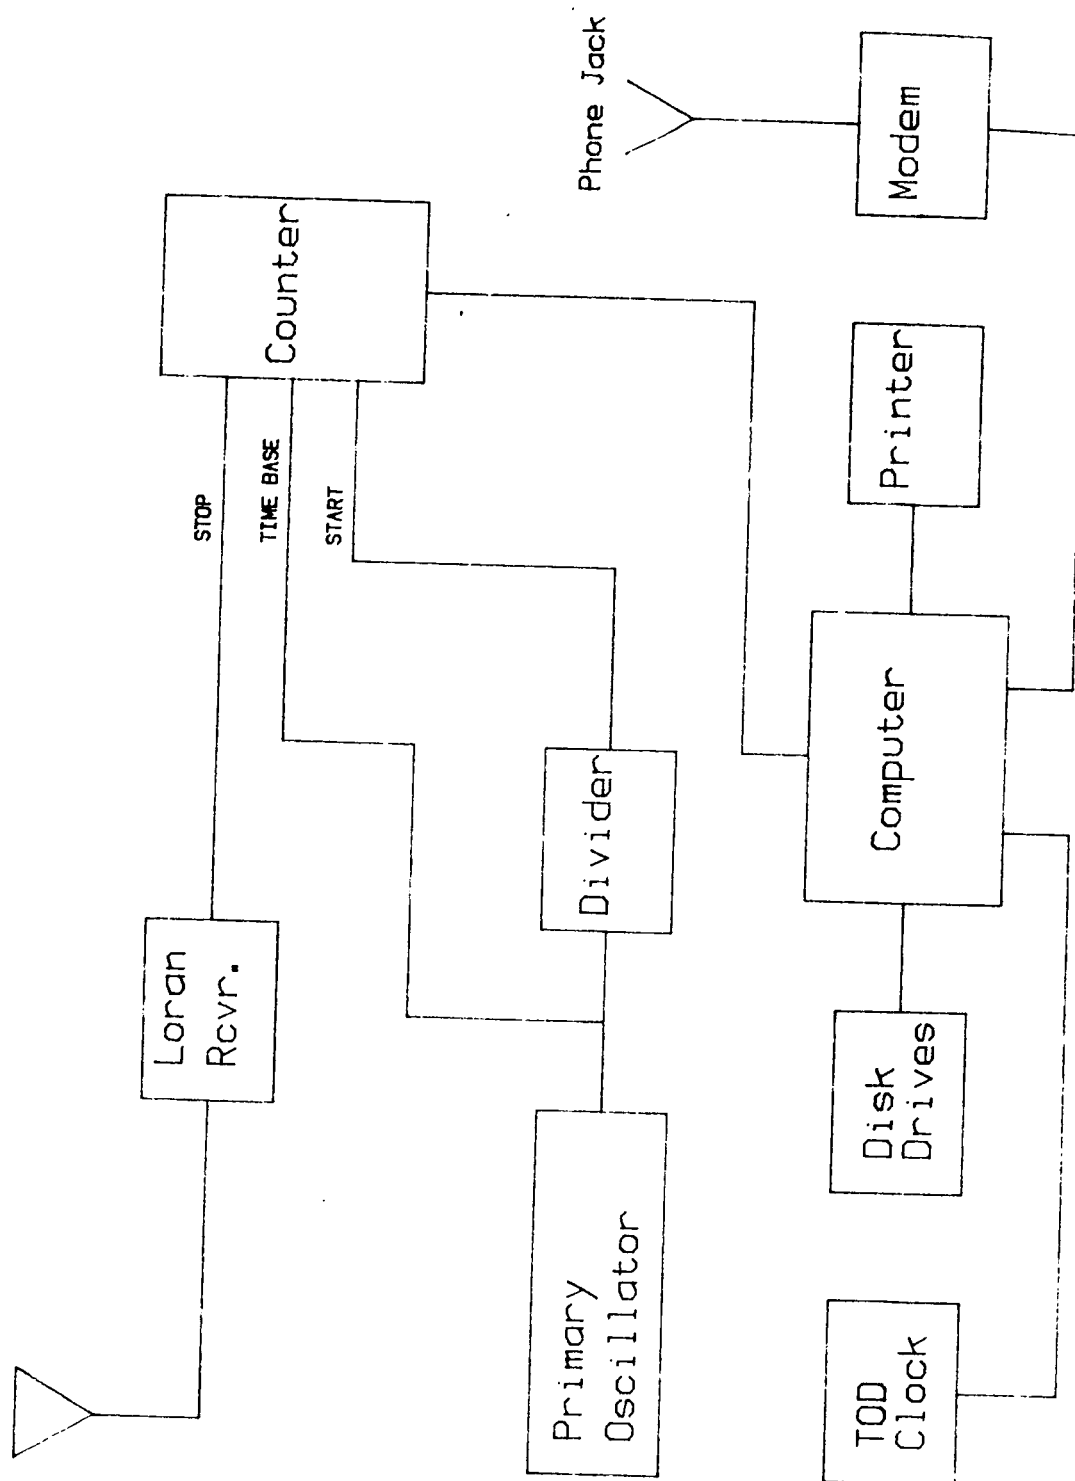 Loran
Rcvr.
STOP
TIME BASE
START
Counter
Primary
Oscillator
Divider
Phone Jack
TOD
Clock
Disk
Drives
Computer
Printer
Modem